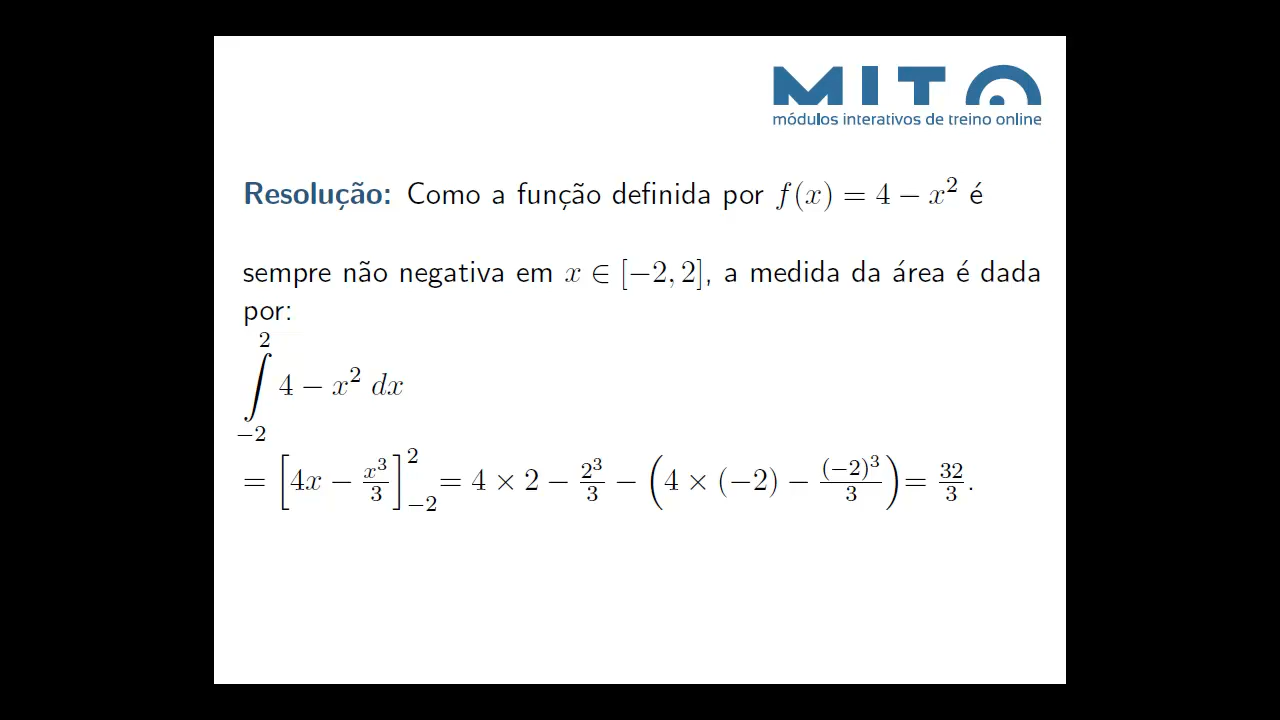 MITO
módulos interativos de treino online
Resolução: Como a função definida por f(x) = 4 − x² é
sempre não negativa em x ∈ [−2, 2], a medida da área é dada
por:
∫_{−2}^{2} 4 − x² dx
= [4x − x³/3]_{−2}^{2} = 4 × 2 − 2³/3 − (4 × (−2) − (−2)³/3) = 32/3.